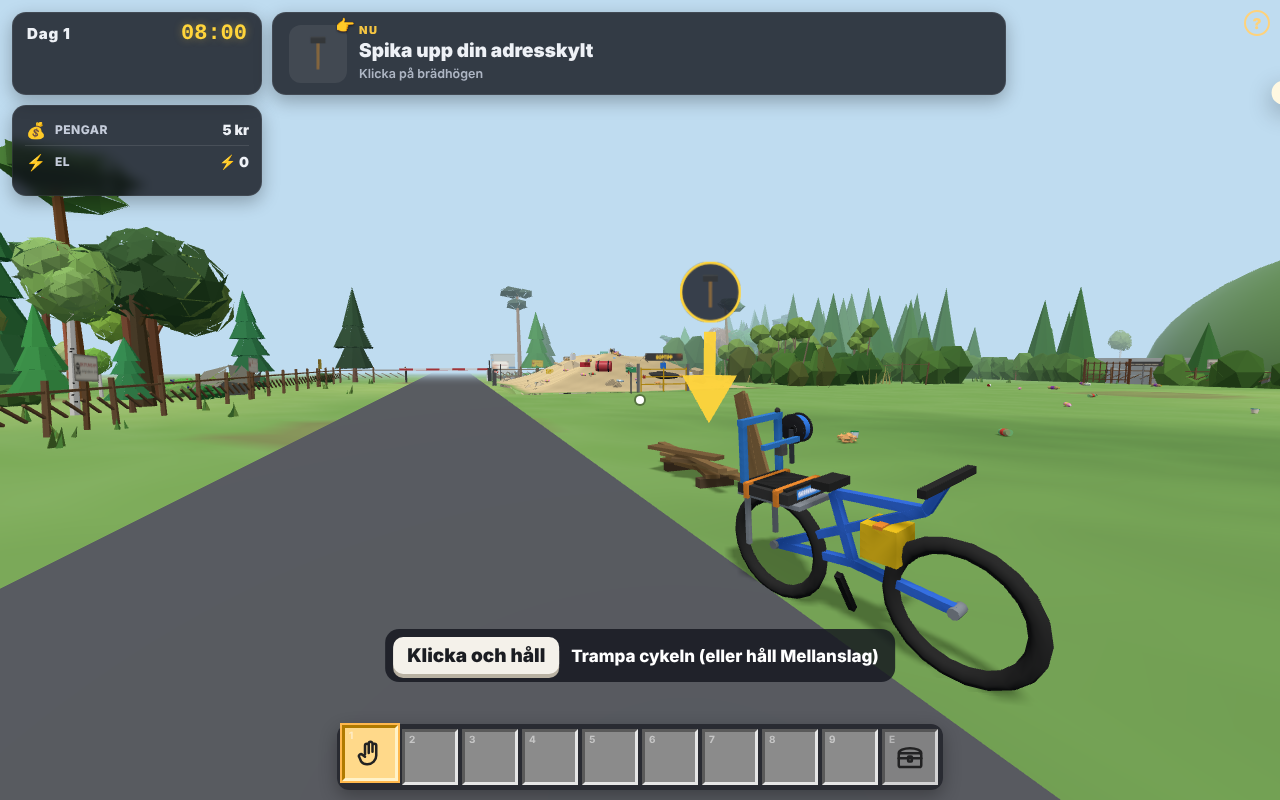 Dag 1
08:00
NU
Spika upp din adresskylt
Klicka på brädhögen
PENGAR
5 kr
EL
0
Klicka och håll
Trampa cykeln (eller håll Mellanslag)
1
2
3
4
5
6
7
8
9
E